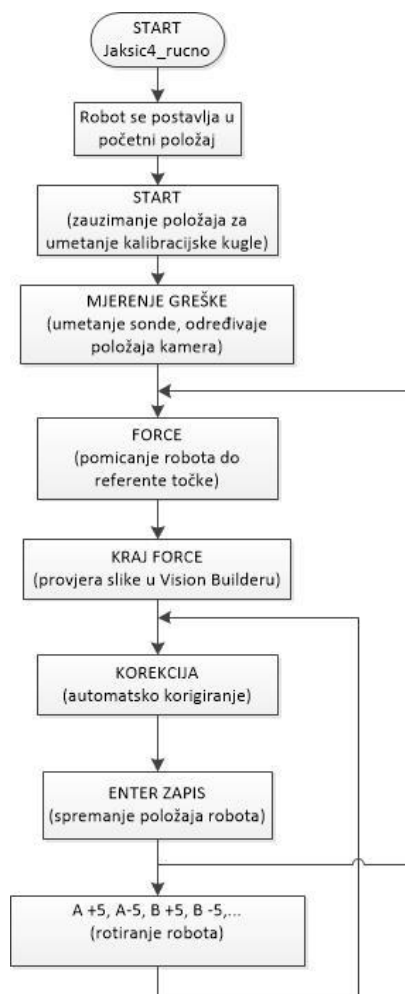 START
Jaksic4_rucno
Robot se postavlja u
početni položaj
START
(zauzimanje položaja za
umetanje kalibracijske kugle)
MJERENJE GREŠKE
(umetanje sonde, određivaje
položaja kamera)
FORCE
(pomicanje robota do
referente točke)
KRAJ FORCE
(provjera slike u Vision Builderu)
KOREKCIJA
(automatsko korigiranje)
ENTER ZAPIS
(spremanje položaja robota)
A +5, A-5, B +5, B -5,...
(rotiranje robota)